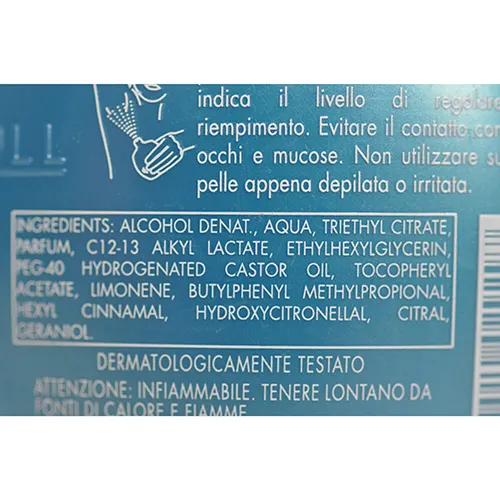 indica il livello di
riempimento. Evitare il contatto con
occhi e mucose. Non utilizzare su
pelle appena depilata o irritata.
INGREDIENTS: ALCOHOL DENAT., AQUA, TRIETHYL CITRATE,
PARFUM, C12-13 ALKYL LACTATE, ETHYLHEXYLGLYCERIN,
PEG-40 HYDROGENATED CASTOR OIL, TOCOPHERYL
ACETATE, LIMONENE, BUTYLPHENYL METHYLPROPIONAL,
HEXYL CINNAMAL, HYDROXYCITRONELLAL, CITRAL,
GERANIOL.
DERMATOLOGICAMENTE TESTATO
ATTENZIONE: INFIAMMABILE. TENERE LONTANO DA
FONTI DI CALORE E FIAMME